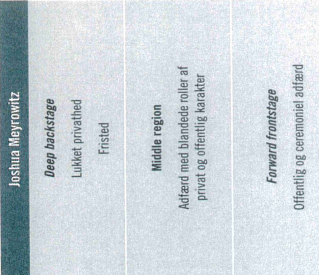 Joshua Meyrowitz
Deep backstage
Lukket privathed
Fristed
Middle region
Adfærd med blandede roller af
privat og offentlig karakter
Forward frontstage
Offentlig og ceremoniel adfærd